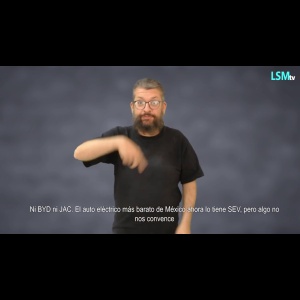 LSMtv
Ni BYD ni JAC. El auto eléctrico más barato de México ahora lo tiene SEV, pero algo no
nos convence